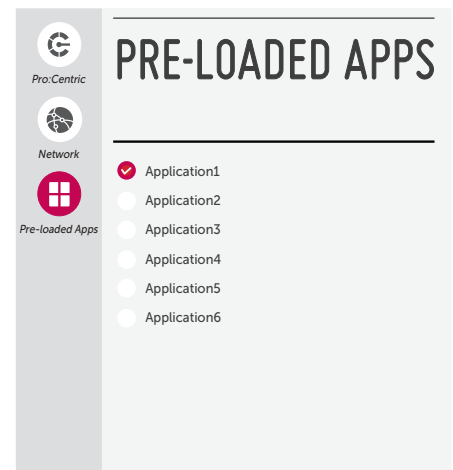 Pro:Centric
Network
Pre-loaded Apps
PRE-LOADED APPS
Application1
Application2
Application3
Application4
Application5
Application6